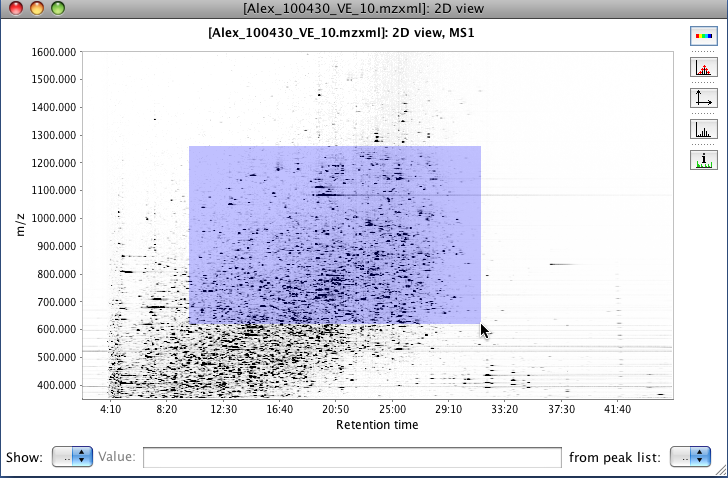 [Alex_100430_VE_10.mzxml]: 2D view
[Alex_100430_VE_10.mzxml]: 2D view, MS1
1600.000
1500.000
1400.000
1300.000
1200.000
1100.000
1000.000
900.000
800.000
700.000
600.000
500.000
400.000
m/z
4:10 8:20 12:30 16:40 20:50 25:00 29:10 33:20 37:30 41:40
Retention time
i
Show: .. Value: from peak list: ..